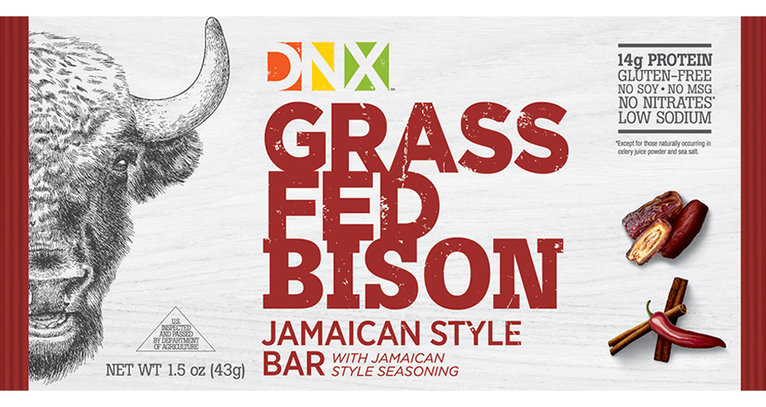 DNX™
GRASS
FED
BISON
JAMAICAN STYLE
BAR WITH JAMAICAN
STYLE SEASONING
14g PROTEIN
GLUTEN-FREE
NO SOY • NO MSG
NO NITRATES*
LOW SODIUM
*Except for those naturally occurring in
celery juice powder and sea salt.
U.S.
INSPECTED
AND PASSED
BY DEPARTMENT
OF AGRICULTURE
NET WT 1.5 oz (43g)